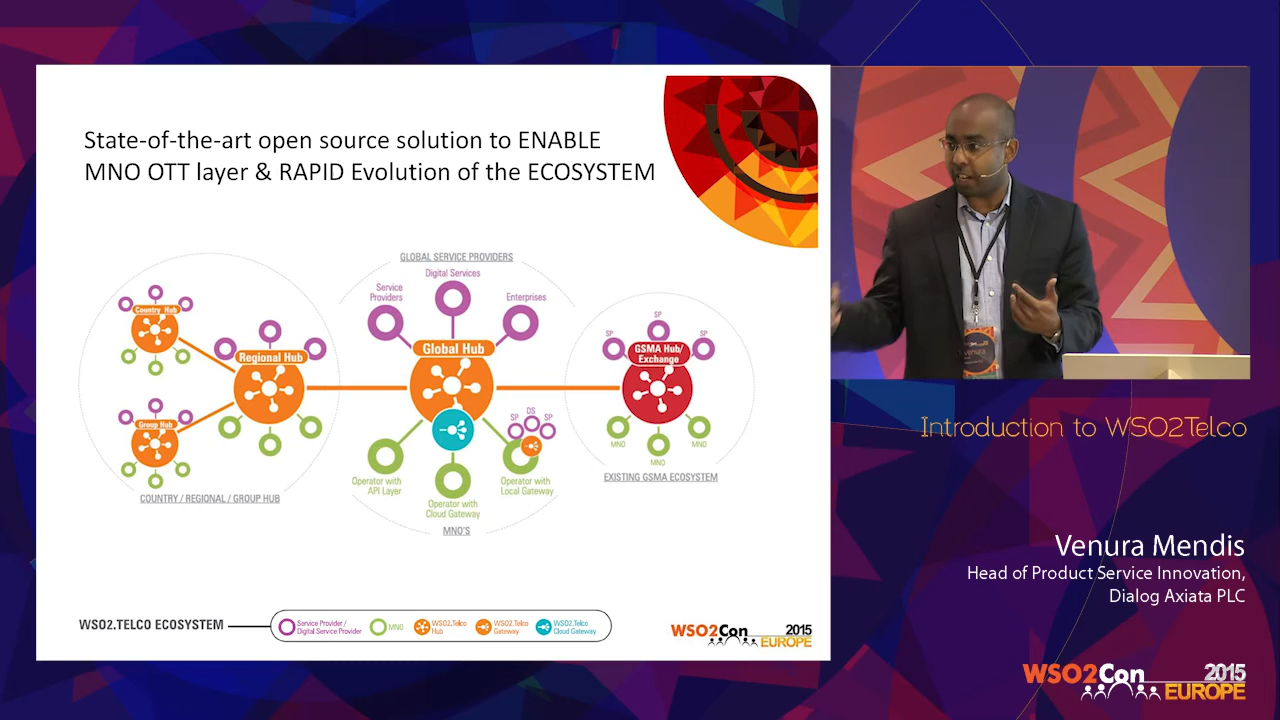 State-of-the-art open source solution to ENABLE
MNO OTT layer & RAPID Evolution of the ECOSYSTEM
GLOBAL SERVICE PROVIDERS
Digital Services
Service
Providers
Enterprises
Country Hub
Regional Hub
Global Hub
SP
SP
SP
GSMA Hub/
Exchange
Group Hub
DS
SP
SP
MNO
MNO
MNO
Operator with
API Layer
Operator with
Cloud Gateway
Operator with
Local Gateway
EXISTING GSMA ECOSYSTEM
COUNTRY / REGIONAL / GROUP HUB
MNO'S
WSO2.TELCO ECOSYSTEM
Service Provider /
Digital Service Provider
MNO
WSO2.Telco
Hub
WSO2.Telco
Gateway
WSO2.Telco
Cloud Gateway
WSO2Con 2015
EUROPE
venura
Introduction to WSO2Telco
Venura Mendis
Head of Product Service Innovation,
Dialog Axiata PLC
WSO2Con 2015
EUROPE